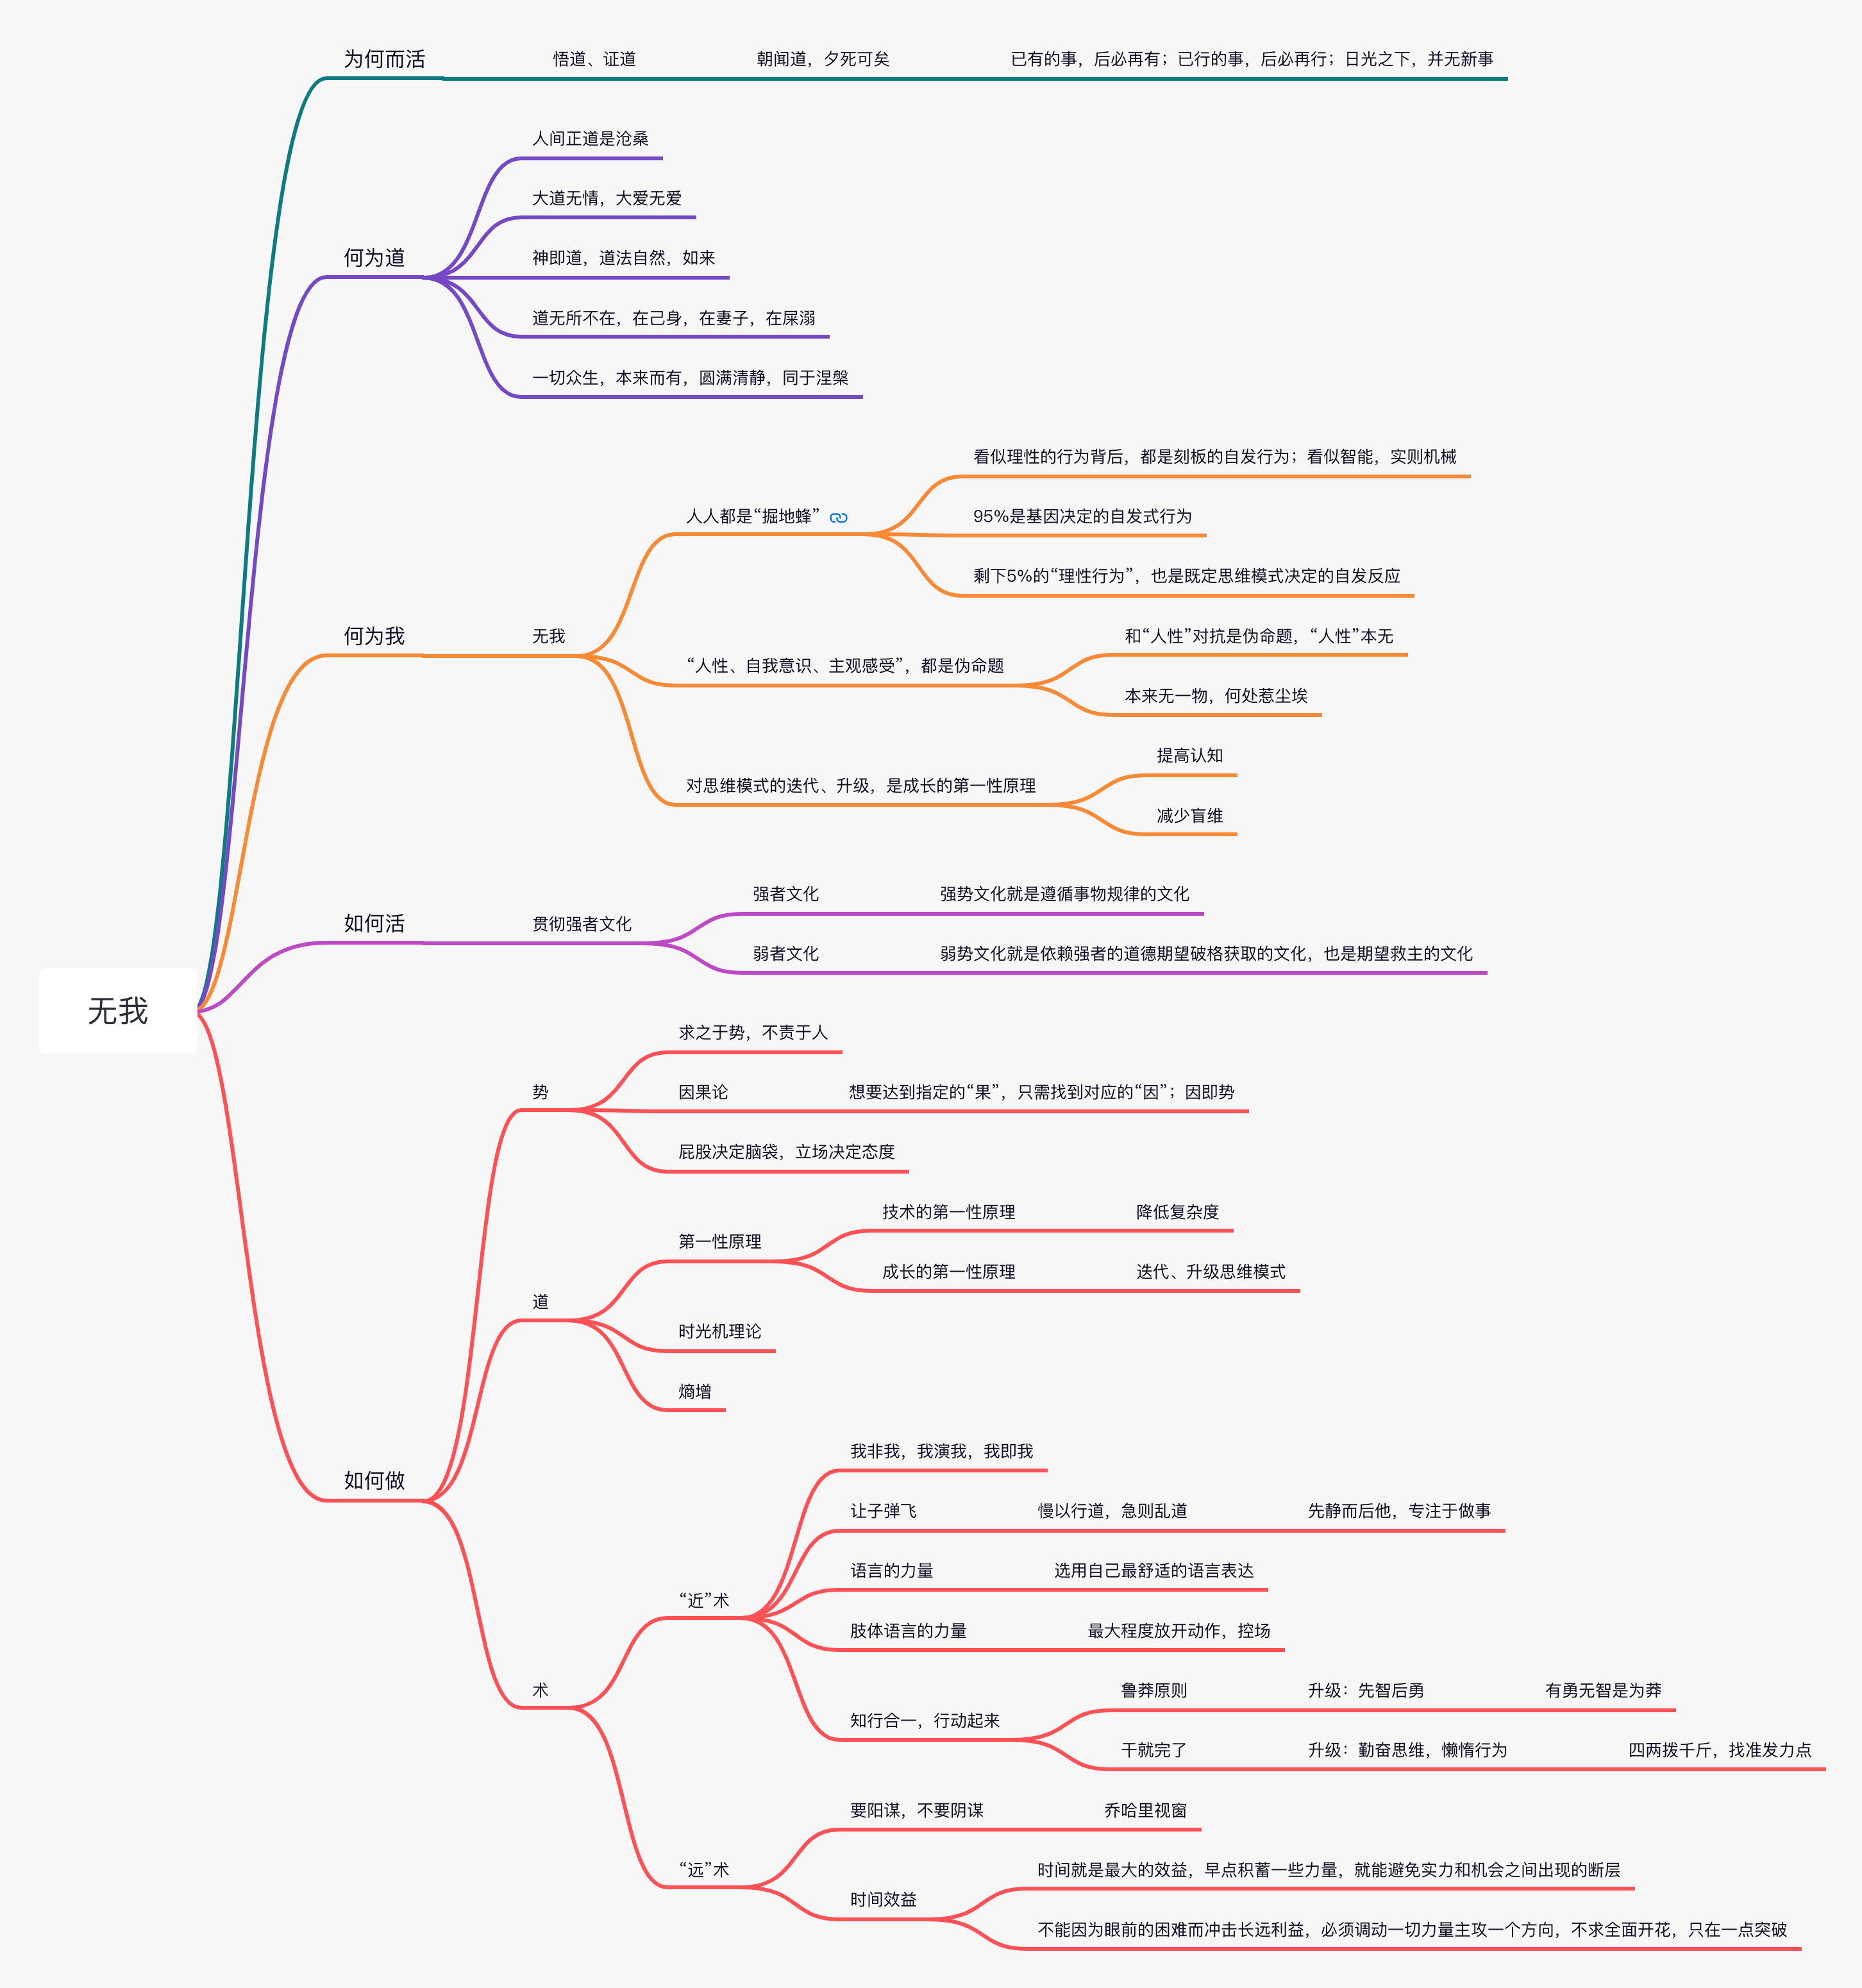 为何而活
悟道、证道
朝闻道，夕死可矣
已有的事，后必再有；已行的事，后必再行；日光之下，并无新事
何为道
人间正道是沧桑
大道无情，大爱无爱
神即道，道法自然，如来
道无所不在，在己身，在妻子，在屎溺
一切众生，本来而有，圆满清静，同于涅槃
何为我
无我
人人都是“掘地蜂”
看似理性的行为背后，都是刻板的自发行为；看似智能，实则机械
95%是基因决定的自发式行为
剩下5%的“理性行为”，也是既定思维模式决定的自发反应
“人性、自我意识、主观感受”，都是伪命题
和“人性”对抗是伪命题，“人性”本无
本来无一物，何处惹尘埃
对思维模式的迭代、升级，是成长的第一性原理
提高认知
减少盲维
如何活
贯彻强者文化
强者文化
强势文化就是遵循事物规律的文化
弱者文化
弱势文化就是依赖强者的道德期望破格获取的文化，也是期望救主的文化
无我
如何做
势
求之于势，不责于人
因果论
想要达到指定的“果”，只需找到对应的“因”；因即势
屁股决定脑袋，立场决定态度
道
第一性原理
技术的第一性原理
降低复杂度
成长的第一性原理
迭代、升级思维模式
时光机理论
熵增
术
“近”术
我非我，我演我，我即我
让子弹飞
慢以行道，急则乱道
先静而后他，专注于做事
语言的力量
选用自己最舒适的语言表达
肢体语言的力量
最大程度放开动作，控场
知行合一，行动起来
鲁莽原则
升级：先智后勇
有勇无智是为莽
干就完了
升级：勤奋思维，懒惰行为
四两拨千斤，找准发力点
“远”术
要阳谋，不要阴谋
乔哈里视窗
时间效益
时间就是最大的效益，早点积蓄一些力量，就能避免实力和机会之间出现的断层
不能因为眼前的困难而冲击长远利益，必须调动一切力量主攻一个方向，不求全面开花，只在一点突破